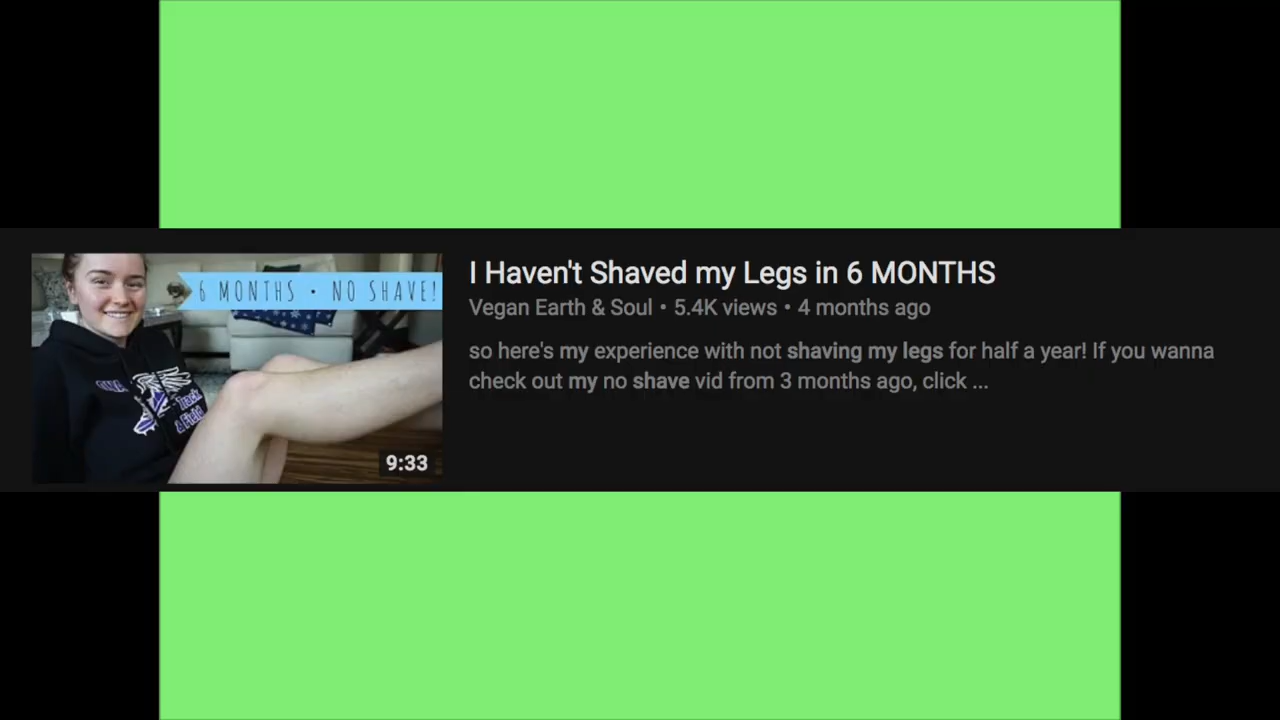 I Haven't Shaved my Legs in 6 MONTHS
Vegan Earth & Soul • 5.4K views • 4 months ago
so here's my experience with not shaving my legs for half a year! If you wanna
check out my no shave vid from 3 months ago, click ...
6 MONTHS • NO SHAVE!
Track
& Field
9:33